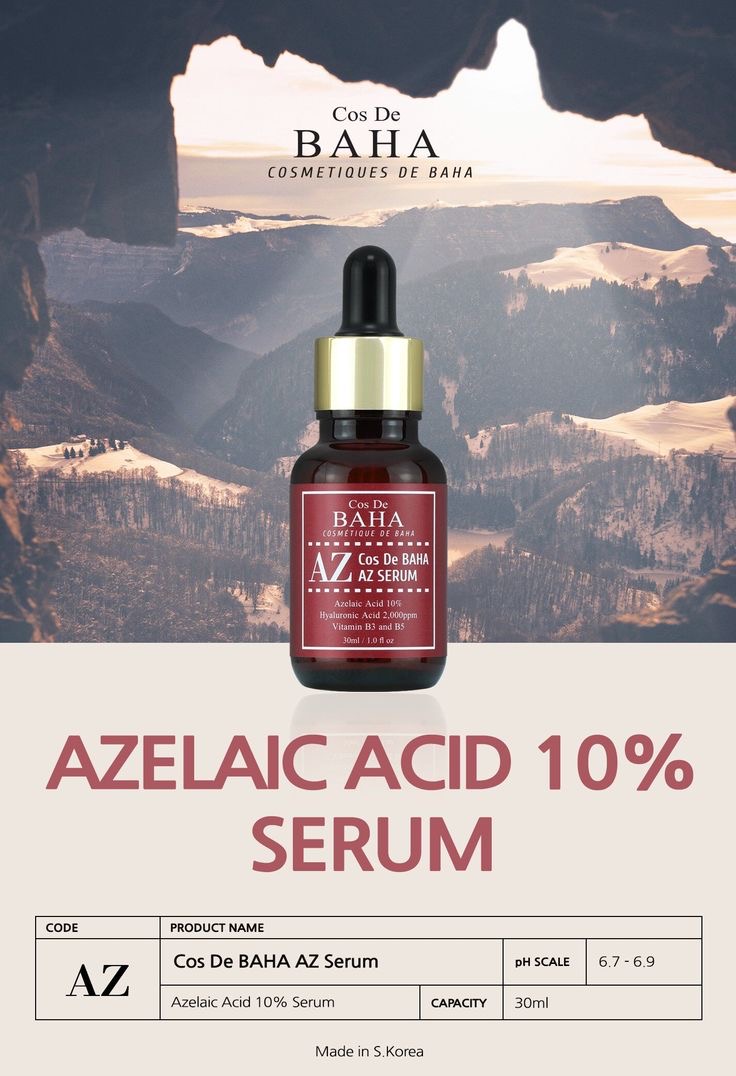 Cos De
BAHA
COSMETIQUES DE BAHA
Cos De
BAHA
COSMÉTIQUE DE BAHA
AZ
Cos De BAHA
AZ SERUM
Azelaic Acid 10%
Hyaluronic Acid 2,000ppm
Vitamin B3 and B5
30ml / 1.0 fl oz
AZELAIC ACID 10%
SERUM
CODE
PRODUCT NAME
AZ
Cos De BAHA AZ Serum
pH SCALE
6.7 - 6.9
Azelaic Acid 10% Serum
CAPACITY
30ml
Made in S.Korea